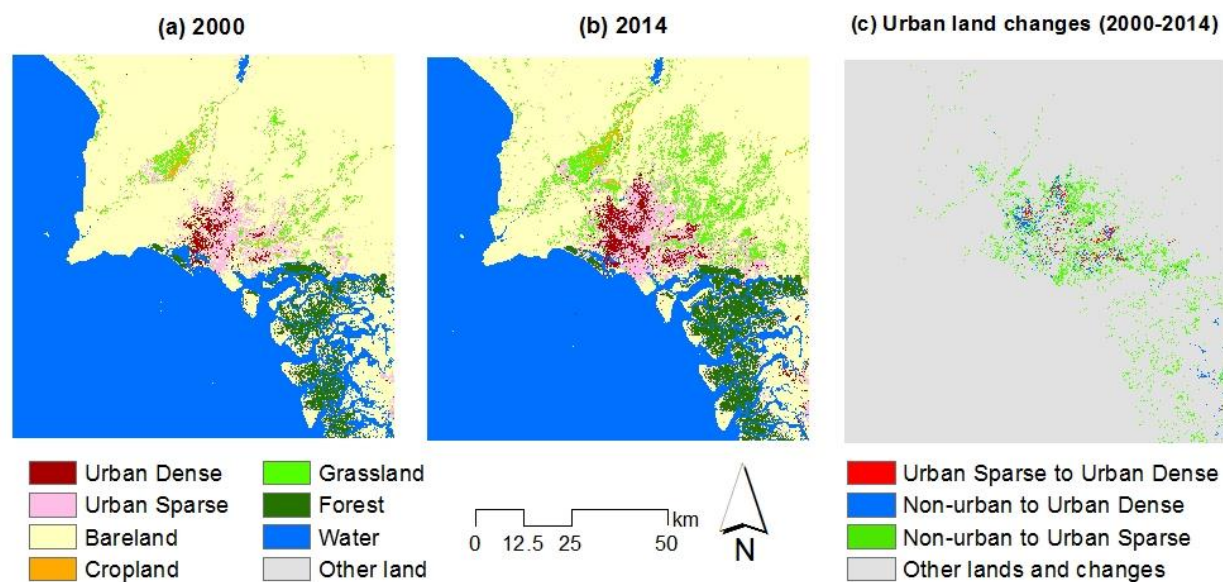 (a) 2000
(b) 2014
(c) Urban land changes (2000-2014)
Urban Dense
Urban Sparse
Bareland
Cropland
Grassland
Forest
Water
Other land
km
0 12.5 25 50
N
Urban Sparse to Urban Dense
Non-urban to Urban Dense
Non-urban to Urban Sparse
Other lands and changes